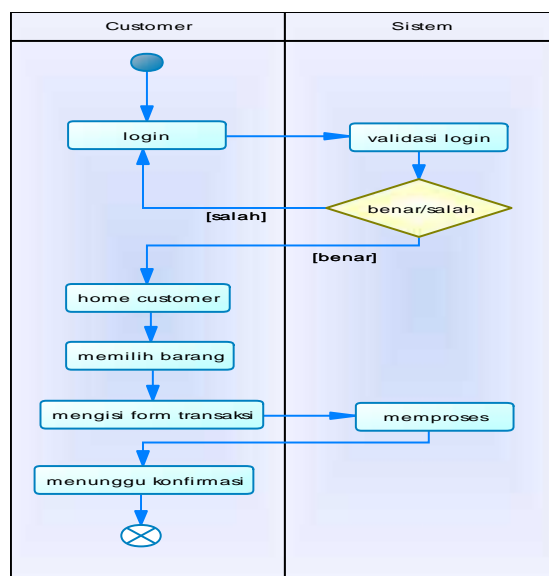 Customer
Sistem
login
validasi login
benar/salah
[salah]
[benar]
home customer
memilih barang
mengisi form transaksi
memproses
menunggu konfirmasi